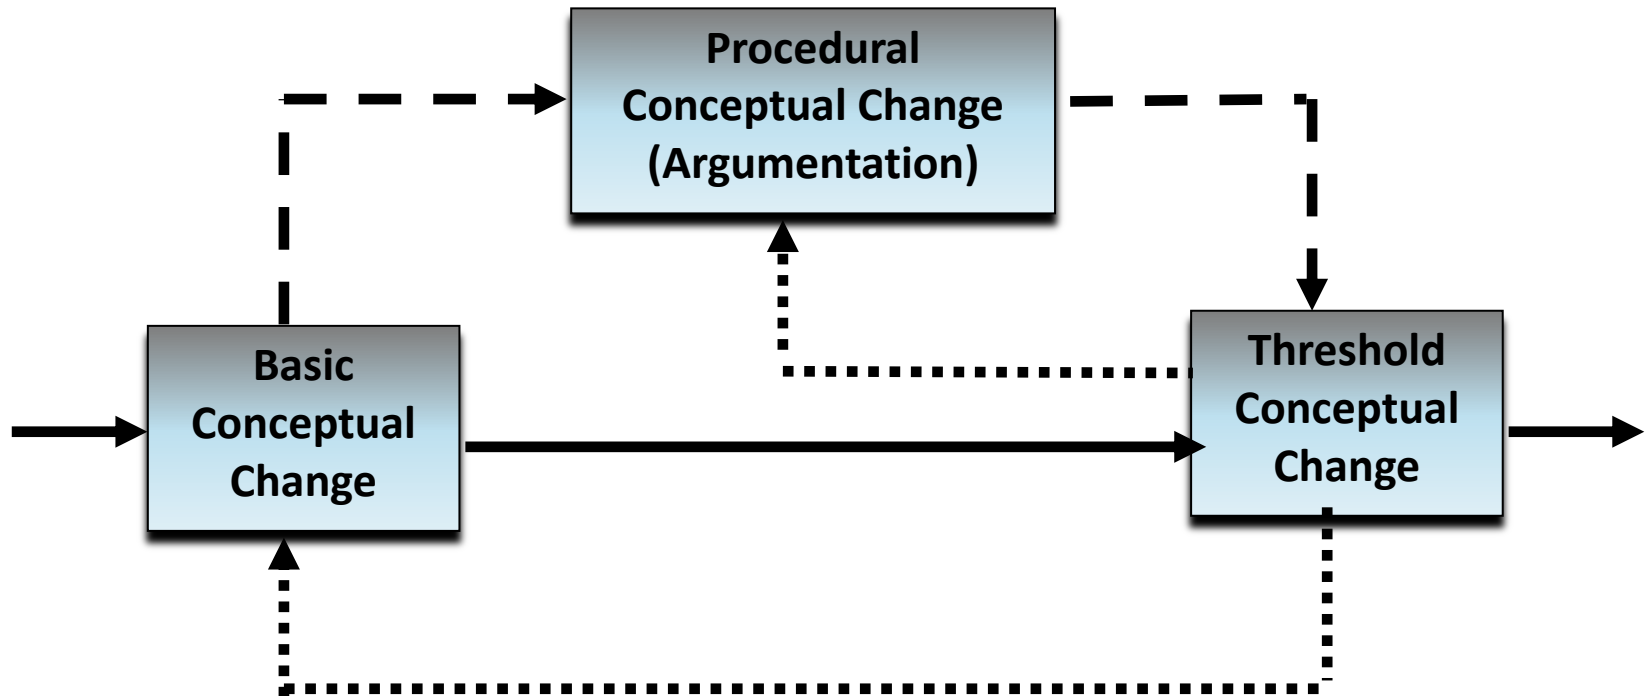 Procedural
Conceptual Change
(Argumentation)
Basic
Conceptual
Change
Threshold
Conceptual
Change